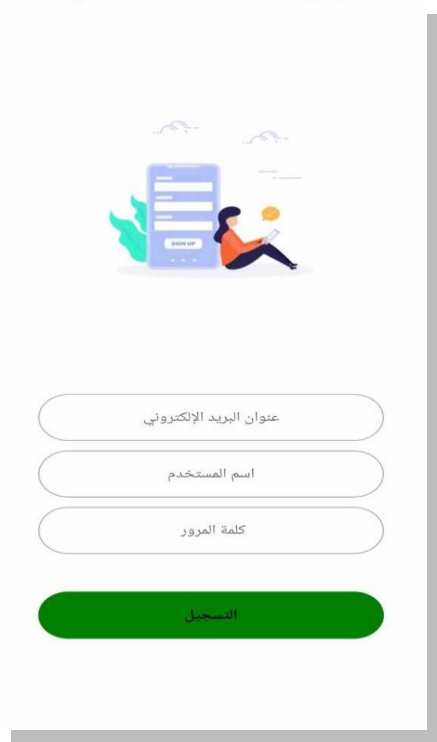 SIGN UP
عنوان البريد الإلكتروني
اسم المستخدم
كلمة المرور
التسجيل